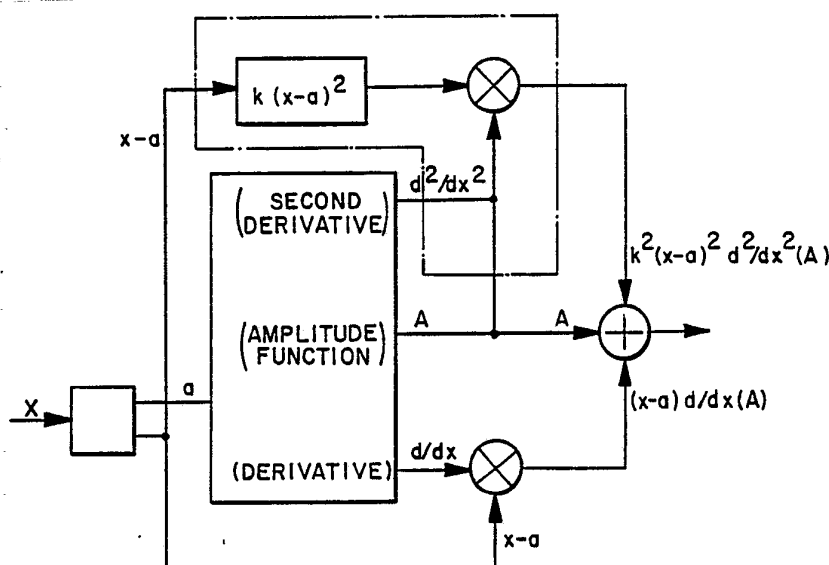 k (x-a)²
x-a
d²/dx²
(SECOND
DERIVATIVE)
k²(x-a)² d²/dx²(A)
A
A
(AMPLITUDE
FUNCTION)
a
X
(x-a) d/dx(A)
d/dx
(DERIVATIVE)
x-a